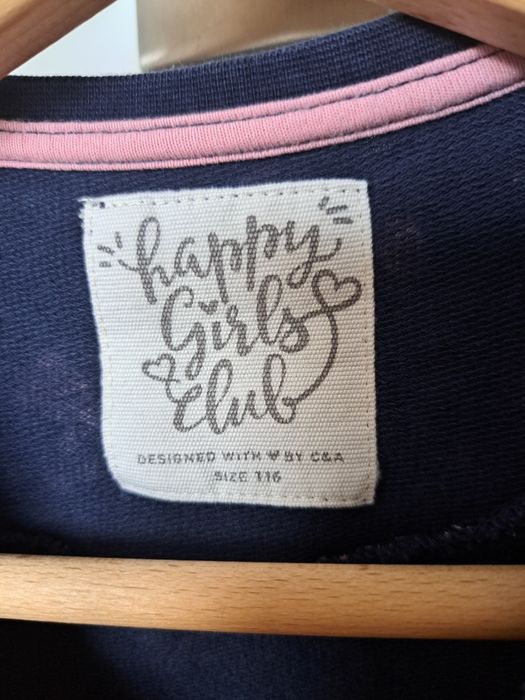 happy
Girls
club
DESIGNED WITH ♥ BY C&A
SIZE 116